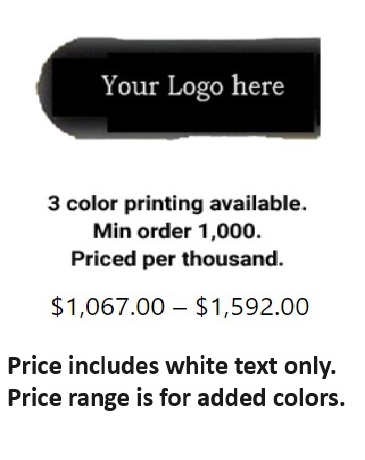 Your Logo here
3 color printing available.
Min order 1,000.
Priced per thousand.
$1,067.00 – $1,592.00
Price includes white text only.
Price range is for added colors.